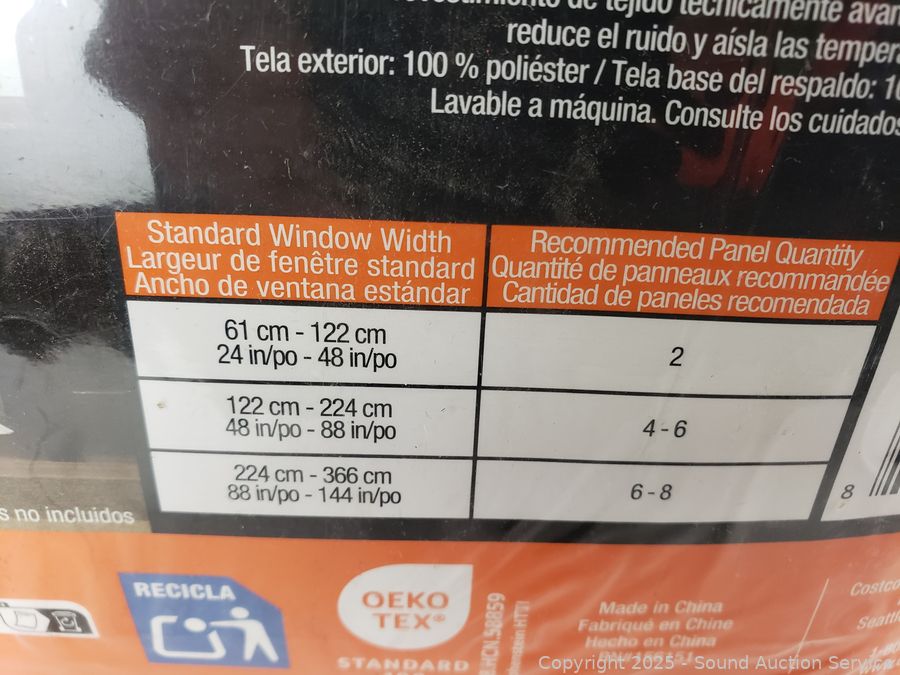 de tejido técnicamente
reduce el ruido y aísla las
Tela exterior: 100 % poliéster / Tela base del respaldo:
Lavable a máquina. Consulte los cuidados
Standard Window Width
Largeur de fenêtre standard
Ancho de ventana estándar
Recommended Panel Quantity
Quantité de panneaux recommandée
Cantidad de paneles recomendada
61 cm - 122 cm
24 in/po - 48 in/po
2
122 cm - 224 cm
48 in/po - 88 in/po
4-6
224 cm - 366 cm
88 in/po - 144 in/po
6-8
8
no incluidos
RECICLA
OEKO
TEX®
STANDARD
Made in China
Fabriqué en Chine
Hecho en China
Copyright 2025 - Sound Auction Service